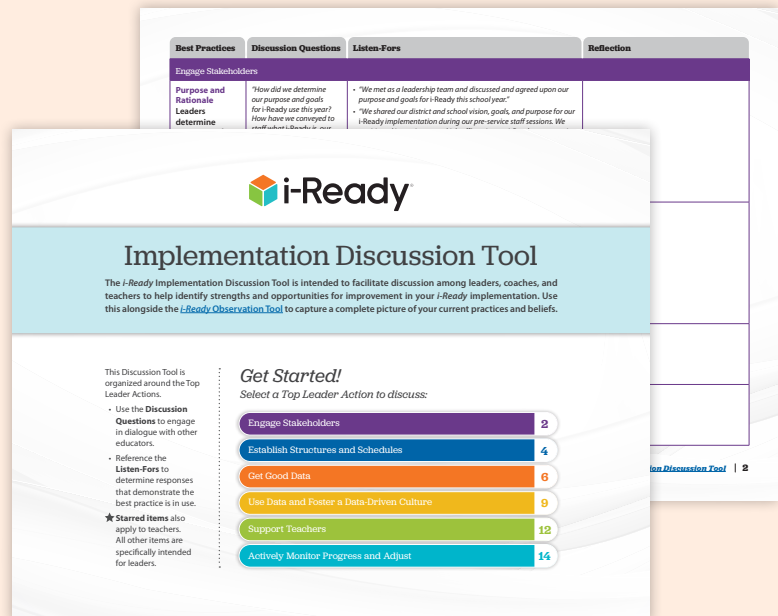 Best Practices Discussion Questions Listen-Fors Reflection
Engage Stakeholders
Purpose and
Rationale
Leaders
determine
"How did we determine
our purpose and goals
for i-Ready use this year?
How have we conveyed to
staff what i-Ready is, our
• "We met as a leadership team and discussed and agreed upon our
purpose and goals for i-Ready this school year."
• "We shared our district and school vision, goals, and purpose for our
i-Ready implementation during our pre-service staff sessions. We
ion Discussion Tool | 2
i-Ready
Implementation Discussion Tool
The i-Ready Implementation Discussion Tool is intended to facilitate discussion among leaders, coaches, and
teachers to help identify strengths and opportunities for improvement in your i-Ready implementation. Use
this alongside the i-Ready Observation Tool to capture a complete picture of your current practices and beliefs.
This Discussion Tool is
organized around the Top
Leader Actions.
• Use the Discussion
Questions to engage
in dialogue with other
educators.
• Reference the
Listen-Fors to
determine responses
that demonstrate the
best practice is in use.
★ Starred items also
apply to teachers.
All other items are
specifically intended
for leaders.
Get Started!
Select a Top Leader Action to discuss:
Engage Stakeholders 2
Establish Structures and Schedules 4
Get Good Data 6
Use Data and Foster a Data-Driven Culture 9
Support Teachers 12
Actively Monitor Progress and Adjust 14